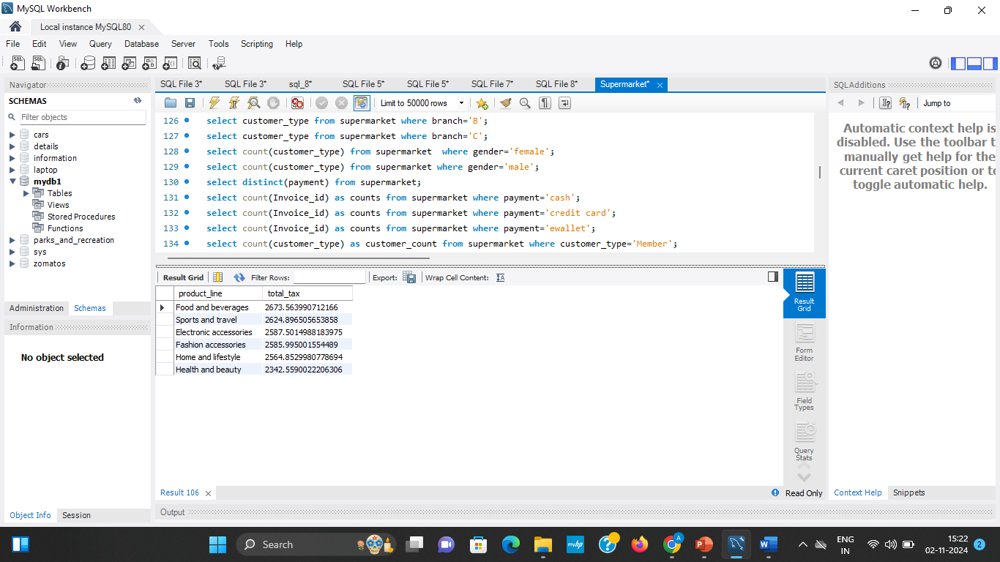 MySQL Workbench
Local instance MySQL80
File Edit View Query Database Server Tools Scripting Help
Navigator
SCHEMAS
Filter objects
cars
details
information
laptop
mydb1
Tables
Views
Stored Procedures
Functions
parks_and_recreation
sys
zomatos
Administration Schemas
Information
No object selected
Object Info Session
SQL File 3* SQL File 3* sql_8* SQL File 5* SQL File 5* SQL File 7* SQL File 8* Supermarket*
Limit to 50000 rows
126 select customer_type from supermarket where branch='B';
127 select customer_type from supermarket where branch='C';
128 select count(customer_type) from supermarket  where gender='female';
129 select count(customer_type) from supermarket where gender='male';
130 select distinct(payment) from supermarket;
131 select count(Invoice_id) as counts from supermarket where payment='cash';
132 select count(Invoice_id) as counts from supermarket where payment='credit card';
133 select count(Invoice_id) as counts from supermarket where payment='ewallet';
134 select count(customer_type) as customer_count from supermarket where customer_type='Member';
Result Grid Filter Rows: Export: Wrap Cell Content:
product_line total_tax
Food and beverages 2673.563990712166
Sports and travel 2624.896505653858
Electronic accessories 2587.5014988183975
Fashion accessories 2585.995001554489
Home and lifestyle 2564.8529980778694
Health and beauty 2342.5590022206306
Result
Grid
Form
Editor
Field
Types
Query
Stats
Result 106
Read Only
Output
SQLAdditions
Jump to
Automatic context help is
disabled. Use the toolbar t
manually get help for the
current caret position or to
toggle automatic help.
Context Help Snippets
Search
myhp
A
ENG
IN
15:22
02-11-2024
2